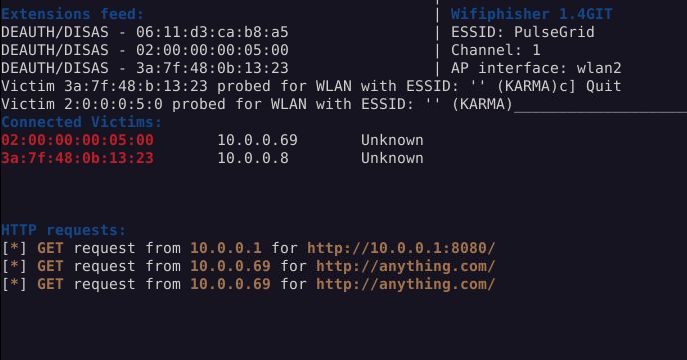 Extensions feed: | Wifiphisher 1.4GIT
DEAUTH/DISAS - 06:11:d3:ca:b8:a5 | ESSID: PulseGrid
DEAUTH/DISAS - 02:00:00:00:05:00 | Channel: 1
DEAUTH/DISAS - 3a:7f:48:0b:13:23 | AP interface: wlan2
Victim 3a:7f:48:b:13:23 probed for WLAN with ESSID: '' (KARMA)c] Quit
Victim 2:0:0:0:5:0 probed for WLAN with ESSID: '' (KARMA)___________________
Connected Victims:
02:00:00:00:05:00 10.0.0.69 Unknown
3a:7f:48:0b:13:23 10.0.0.8 Unknown
HTTP requests:
[*] GET request from 10.0.0.1 for http://10.0.0.1:8080/
[*] GET request from 10.0.0.69 for http://anything.com/
[*] GET request from 10.0.0.69 for http://anything.com/